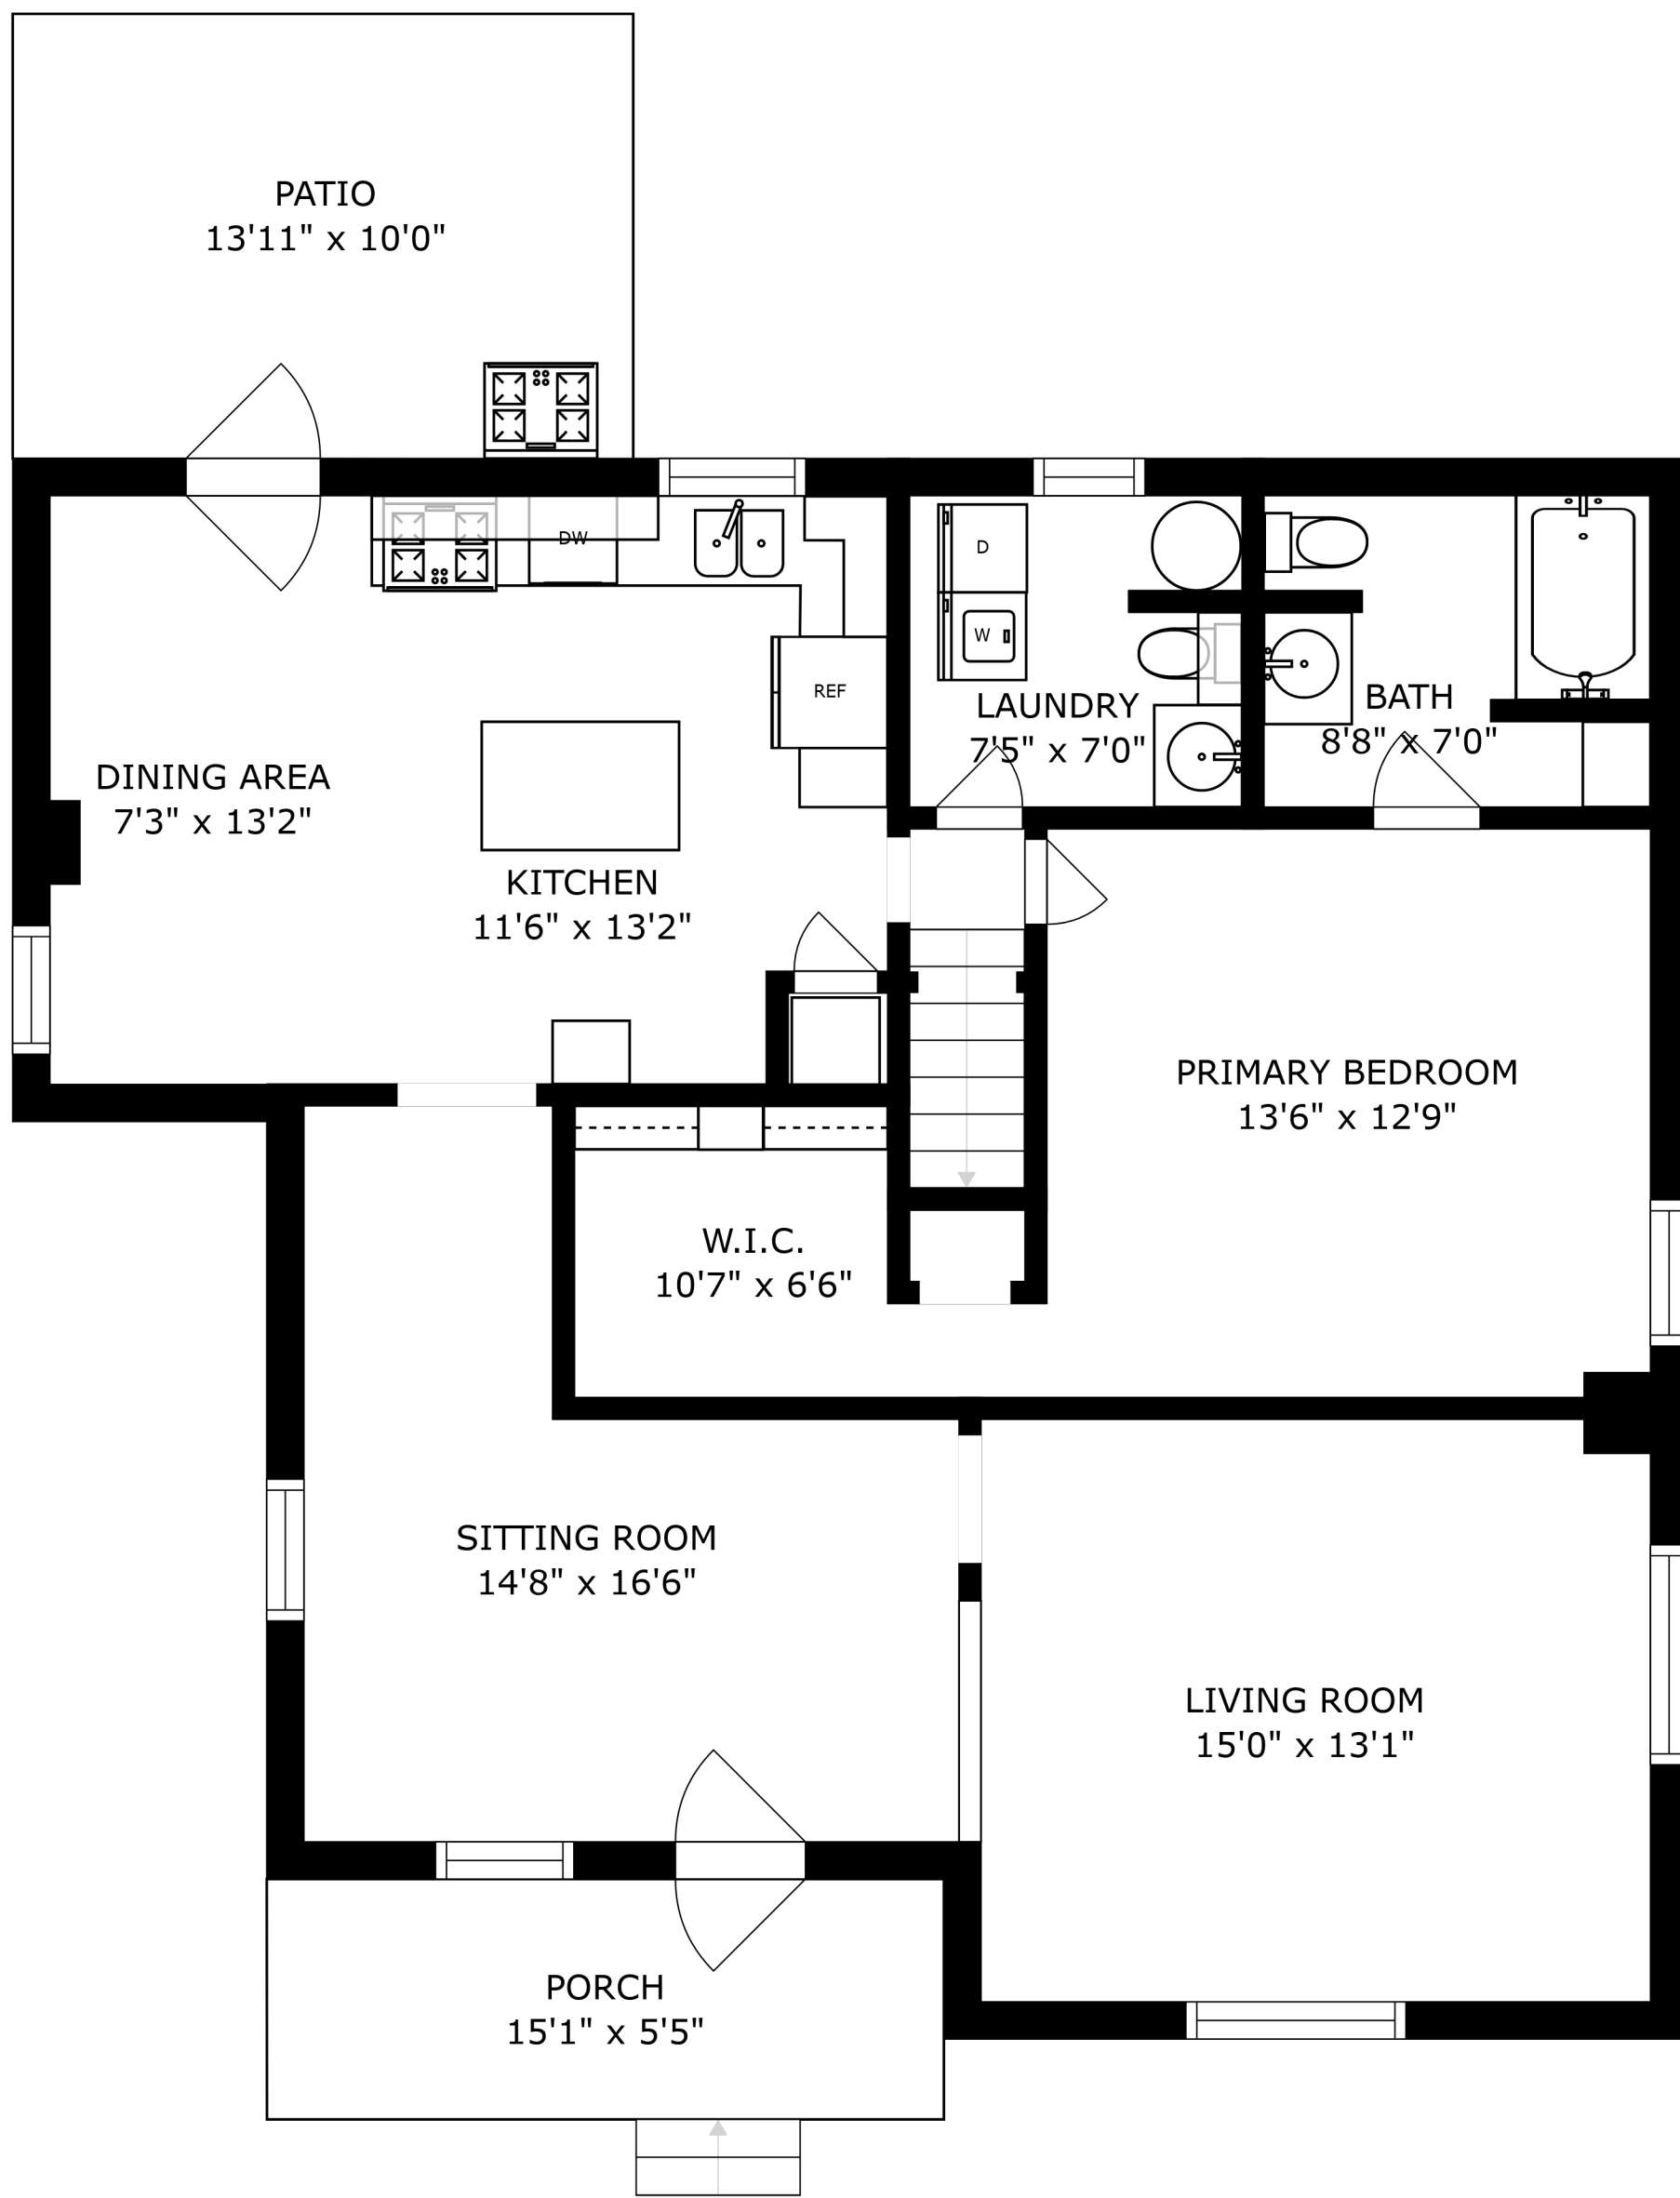 PATIO
13'11" x 10'0"
DW
D
W
REF
LAUNDRY
7'5" x 7'0"
BATH
8'8" x 7'0"
DINING AREA
7'3" x 13'2"
KITCHEN
11'6" x 13'2"
PRIMARY BEDROOM
13'6" x 12'9"
W.I.C.
10'7" x 6'6"
SITTING ROOM
14'8" x 16'6"
LIVING ROOM
15'0" x 13'1"
PORCH
15'1" x 5'5"